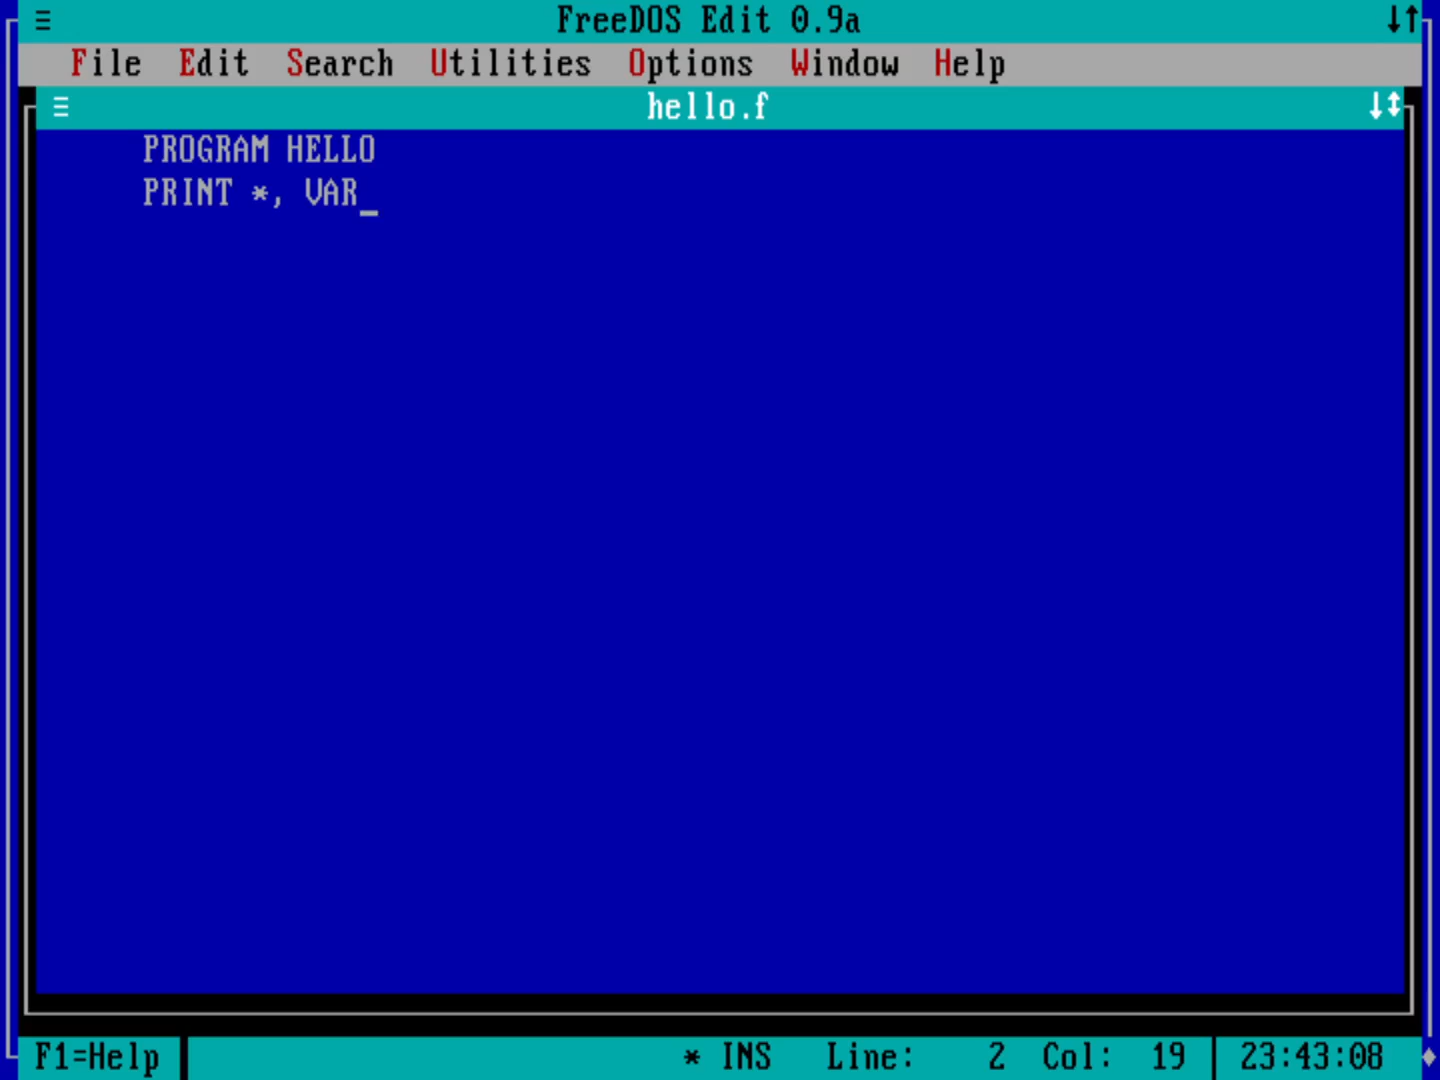 ≡ FreeDOS Edit 0.9a ↓↑
File Edit Search Utilities Options Window Help
≡ hello.f ↓↕
PROGRAM HELLO
PRINT *, VAR_
F1=Help * INS Line: 2 Col: 19 23:43:08